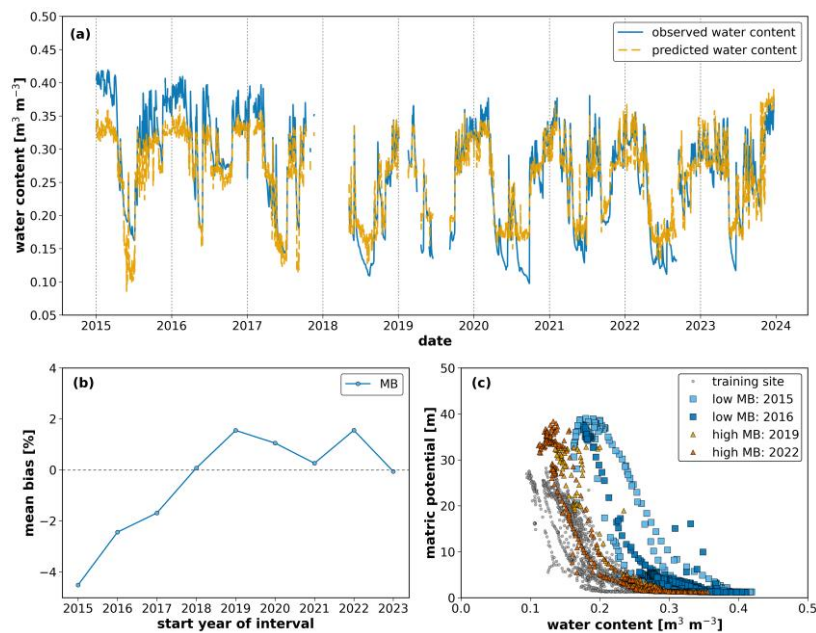 (a)
observed water content
predicted water content
0.50
0.45
0.40
0.35
0.30
0.25
0.20
0.15
0.10
0.05
water content [m³ m⁻³]
2015 2016 2017 2018 2019 2020 2021 2022 2023 2024
date
(b)
MB
4
2
0
−2
−4
mean bias [%]
2015 2016 2017 2018 2019 2020 2021 2022 2023
start year of interval
(c)
training site
low MB: 2015
low MB: 2016
high MB: 2019
high MB: 2022
50
40
30
20
10
0
matric potential [m]
0.0 0.1 0.2 0.3 0.4 0.5
water content [m³ m⁻³]